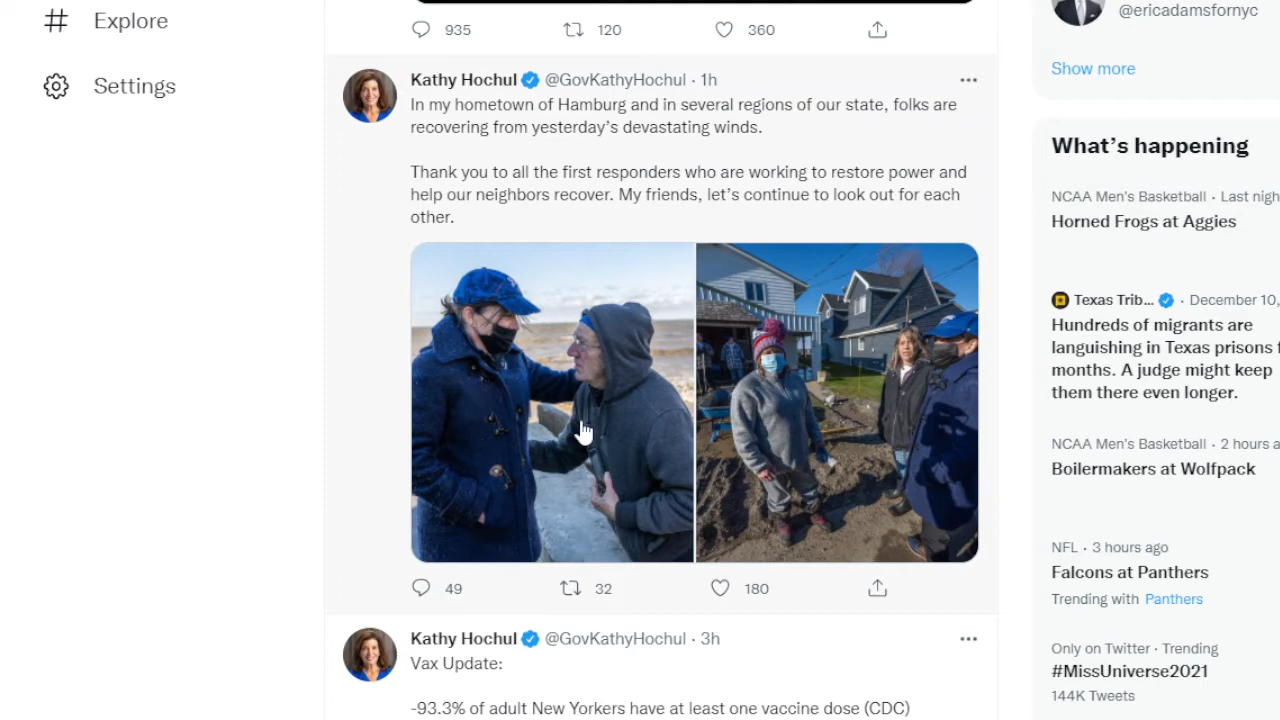 Explore
Settings
935
120
360
Kathy Hochul @GovKathyHochul · 1h
In my hometown of Hamburg and in several regions of our state, folks are
recovering from yesterday's devastating winds.
Thank you to all the first responders who are working to restore power and
help our neighbors recover. My friends, let's continue to look out for each
other.
49
32
180
Kathy Hochul @GovKathyHochul · 3h
Vax Update:
-93.3% of adult New Yorkers have at least one vaccine dose (CDC)
@ericadamsfornyc
Show more
What's happening
NCAA Men's Basketball · Last nigh
Horned Frogs at Aggies
Texas Trib... · December 10,
Hundreds of migrants are
languishing in Texas prisons f
months. A judge might keep
them there even longer.
NCAA Men's Basketball · 2 hours a
Boilermakers at Wolfpack
NFL · 3 hours ago
Falcons at Panthers
Trending with Panthers
Only on Twitter · Trending
#MissUniverse2021
144K Tweets